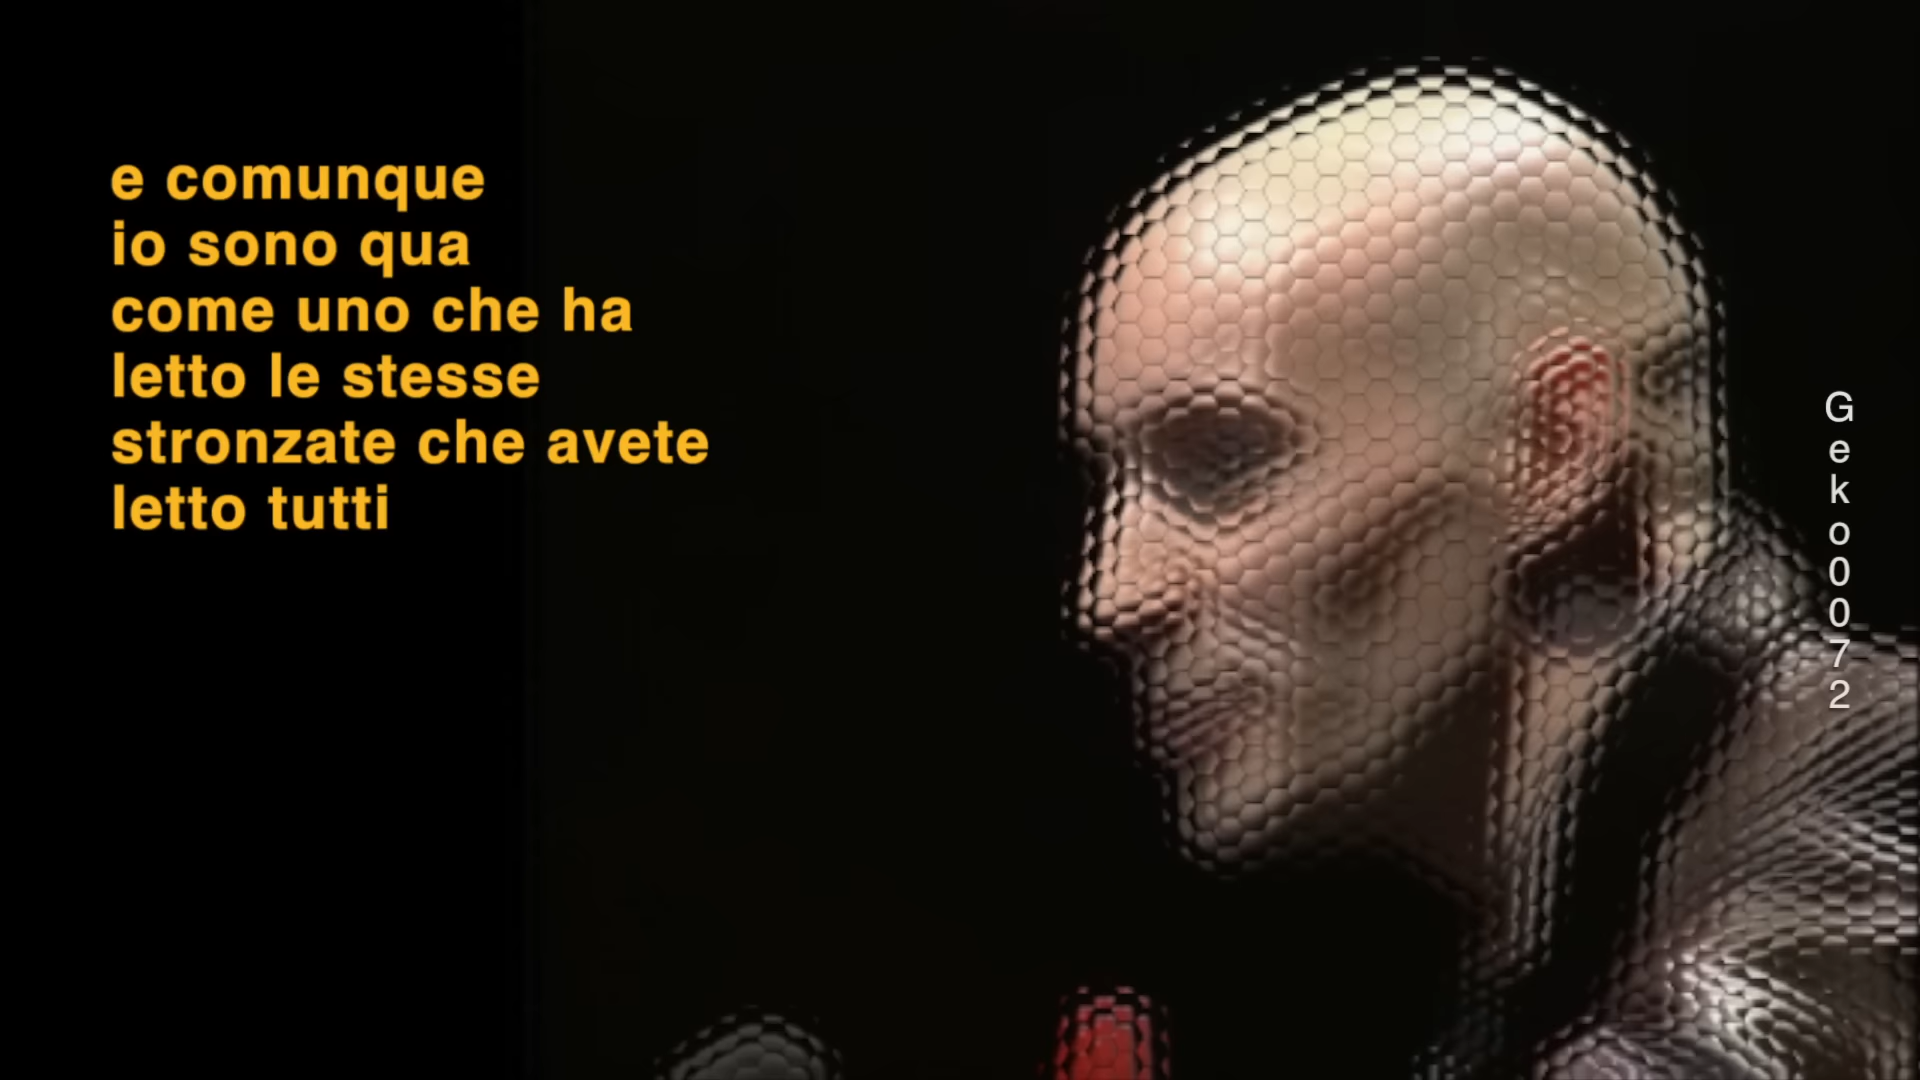 e comunque
io sono qua
come uno che ha
letto le stesse
stronzate che avete
letto tutti
Geko0072